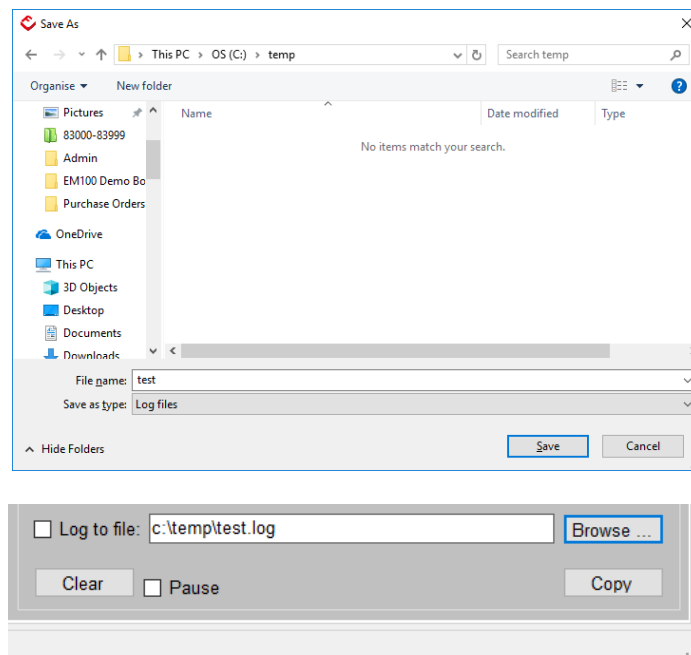 Save As
This PC > OS (C:) > temp
Search temp
Organise
New folder
?
Pictures
83000-83999
Admin
EM100 Demo Bo
Purchase Orders
OneDrive
This PC
3D Objects
Desktop
Documents
Downloads
Name
Date modified
Type
No items match your search.
File name: test
Save as type: Log files
Hide Folders
Save
Cancel
Log to file: c:\temp\test.log
Browse ...
Clear
Pause
Copy